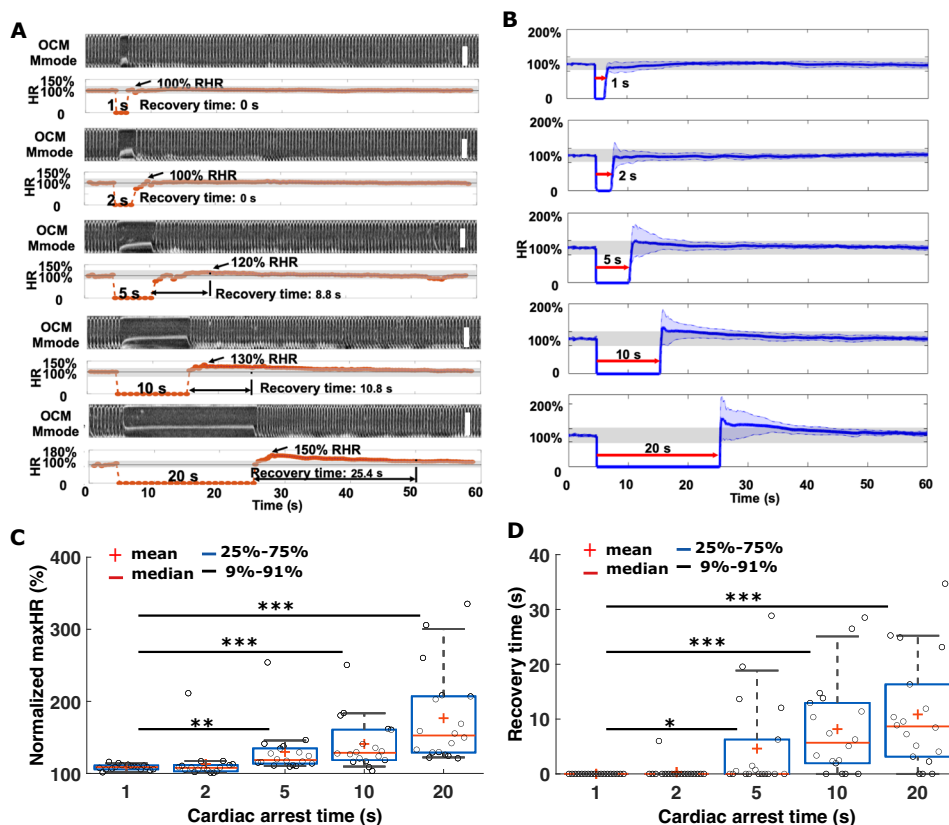 A
OCM
Mmode
HR
150%
100%
0
100% RHR
1 s
Recovery time: 0 s
OCM
Mmode
HR
150%
100%
0
100% RHR
2 s
Recovery time: 0 s
OCM
Mmode
HR
150%
100%
0
120% RHR
5 s
Recovery time: 8.8 s
OCM
Mmode
HR
150%
100%
0
130% RHR
10 s
Recovery time: 10.8 s
OCM
Mmode
HR
180%
100%
0
150% RHR
20 s
Recovery time: 25.4 s
0 10 20 30 40 50 60
Time (s)
B
HR
200%
100%
0
1 s
200%
100%
0
2 s
200%
100%
0
5 s
200%
100%
0
10 s
200%
100%
0
20 s
0 10 20 30 40 50 60
Time (s)
C
+ mean
median
25%-75%
9%-91%
Normalized maxHR (%)
400
300
200
100
***
***
**
1 2 5 10 20
Cardiac arrest time (s)
D
+ mean
median
25%-75%
9%-91%
Recovery time (s)
40
30
20
10
0
***
***
*
1 2 5 10 20
Cardiac arrest time (s)